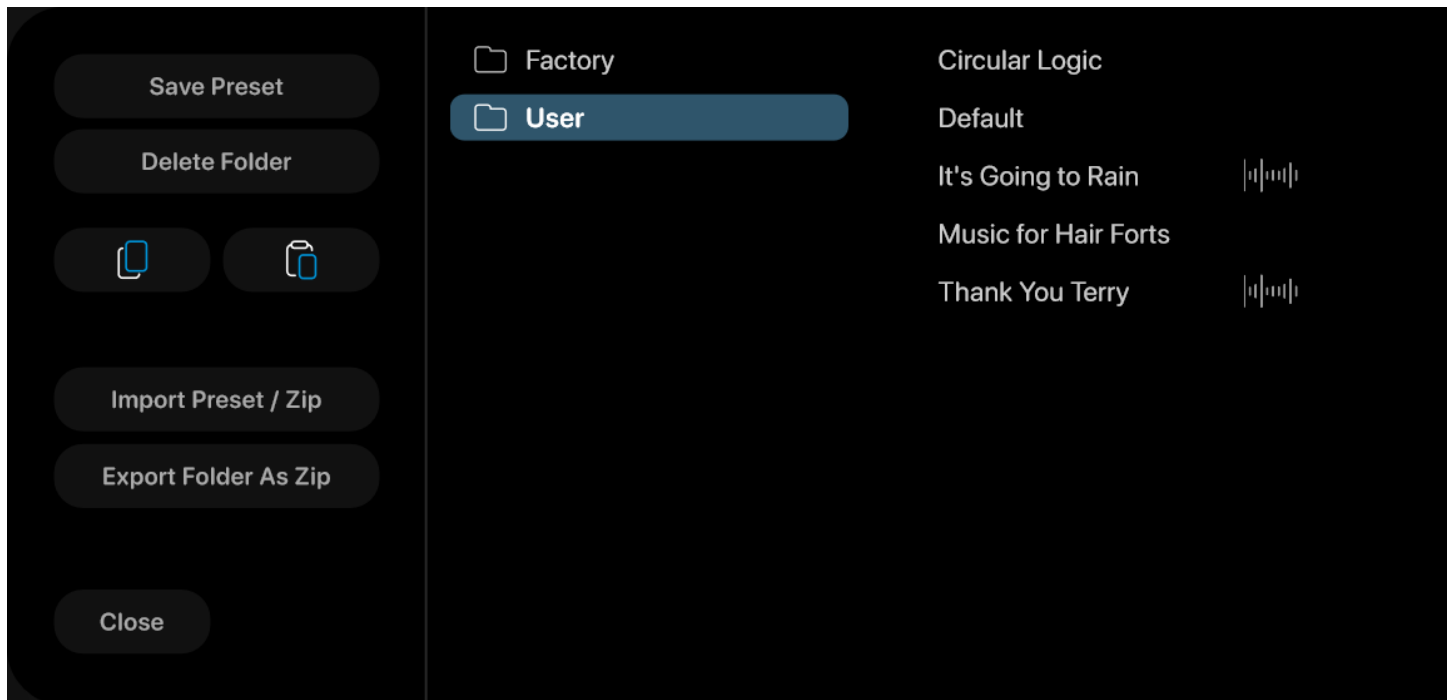 Save Preset
Delete Folder
Import Preset / Zip
Export Folder As Zip
Close
Factory
User
Circular Logic
Default
It's Going to Rain
Music for Hair Forts
Thank You Terry